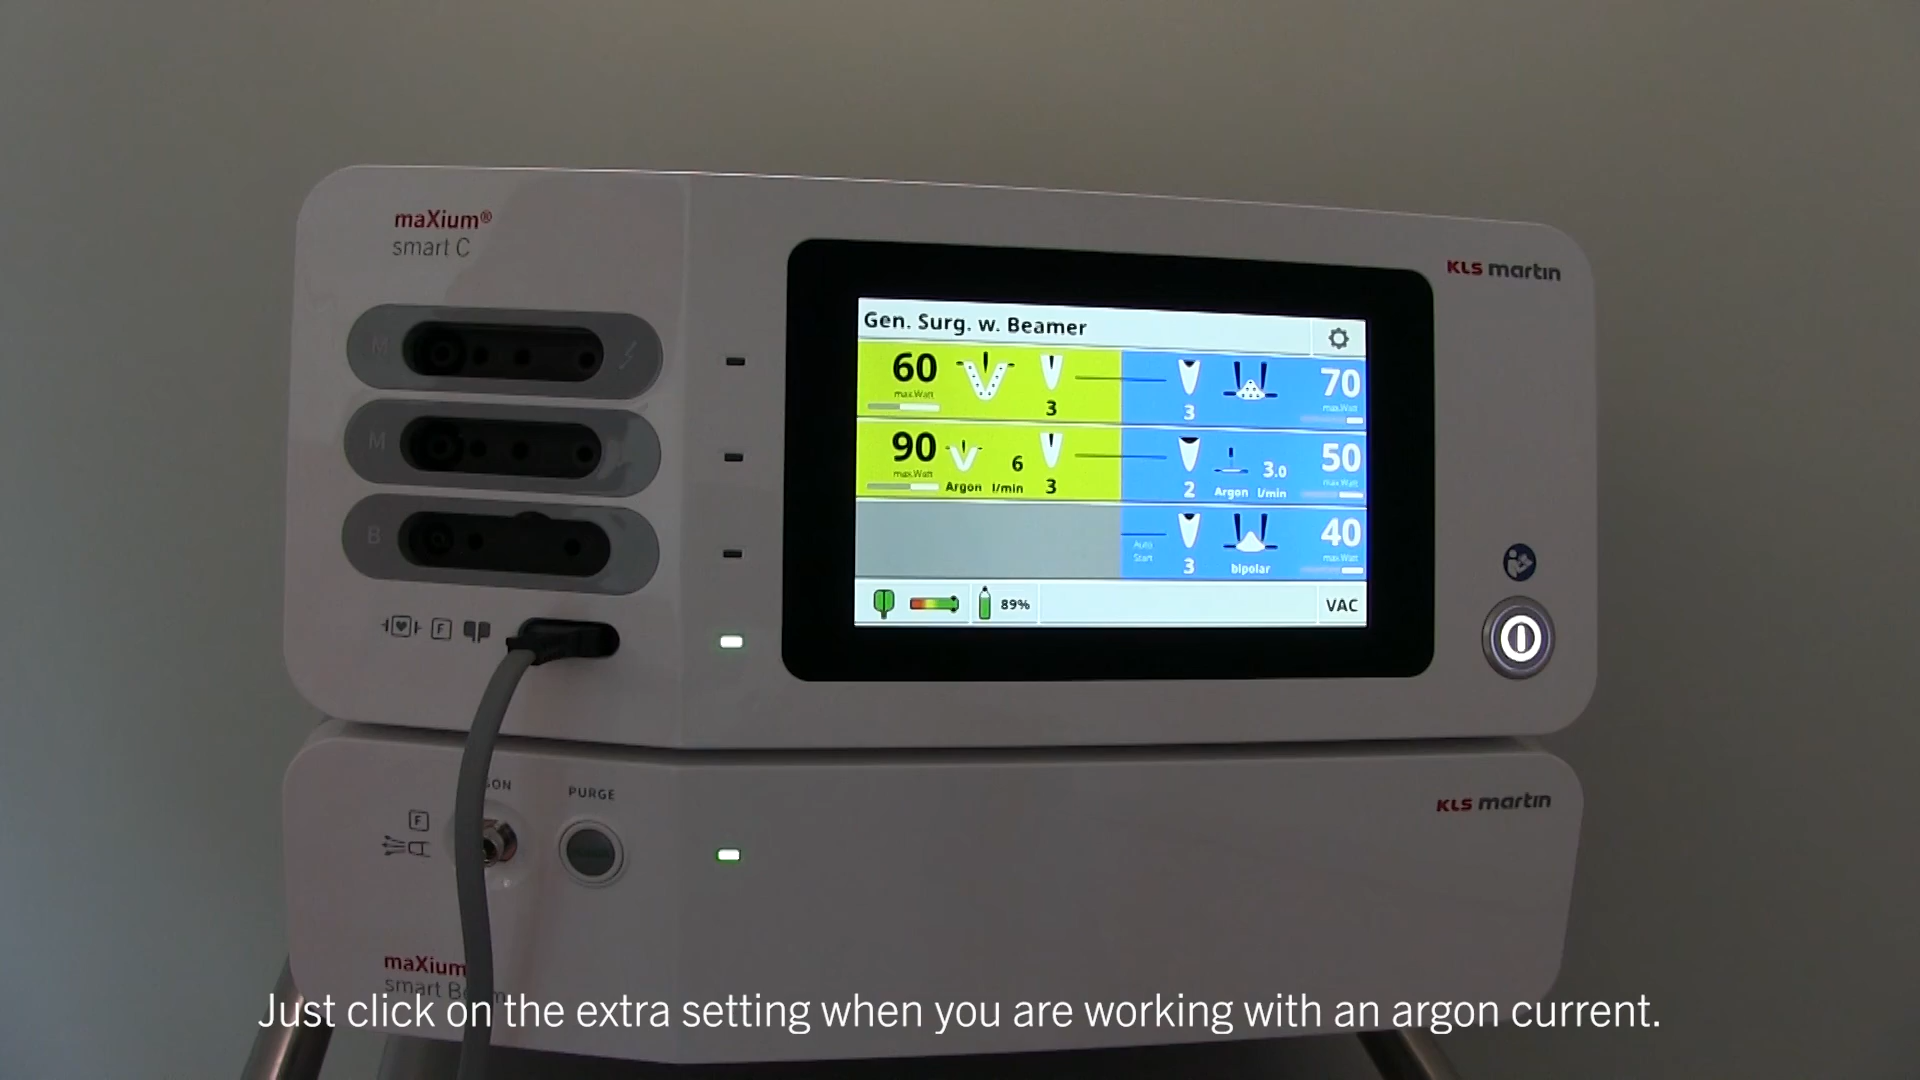 maXium®
smart C
KLS martin
M
M
B
F
Gen. Surg. w. Beamer
60
max.Watt
3
3
70
max.Watt
90
max.Watt
Argon
6
l/min
3
2
Argon
3.0
l/min
50
max.Watt
Auto
Start
3
bipolar
40
max.Watt
89%
VAC
PURGE
F
KLS martin
maXium
smart
Just click on the extra setting when you are working with an argon current.